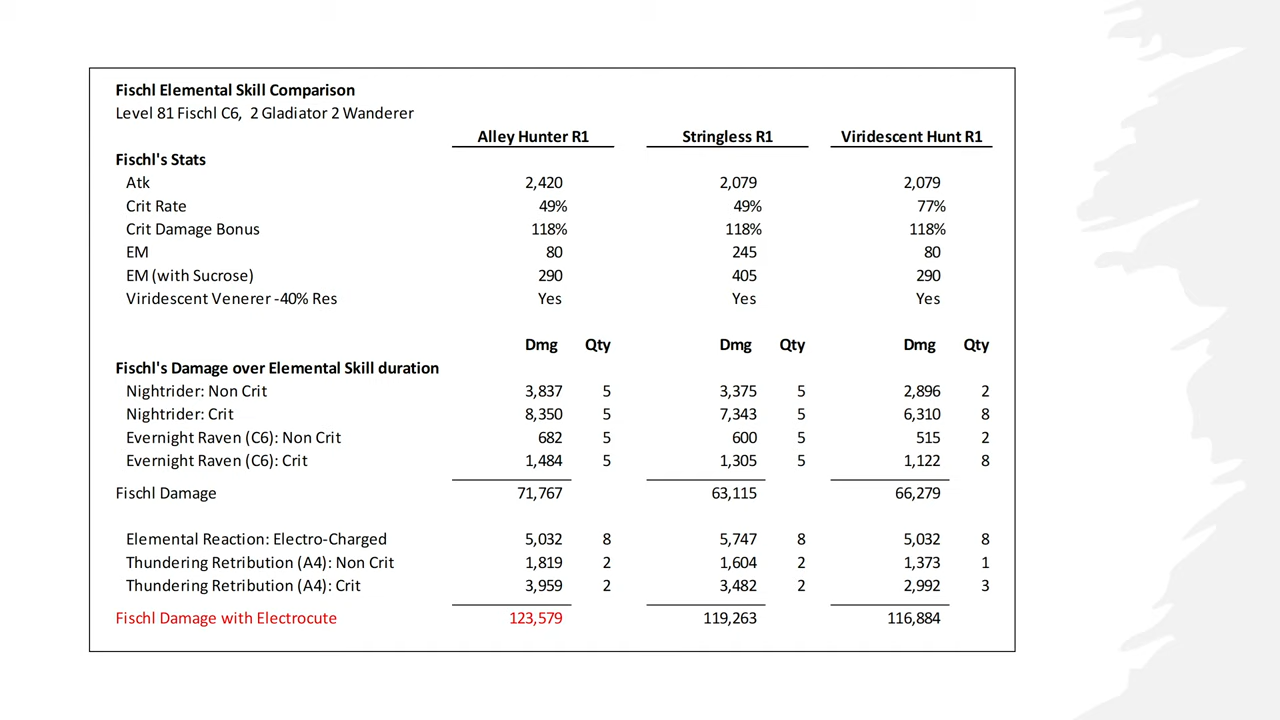 Fischl Elemental Skill Comparison
Level 81 Fischl C6, 2 Gladiator 2 Wanderer
Alley Hunter R1 Stringless R1 Viridescent Hunt R1
Fischl's Stats
Atk 2,420 2,079 2,079
Crit Rate 49% 49% 77%
Crit Damage Bonus 118% 118% 118%
EM 80 245 80
EM (with Sucrose) 290 405 290
Viridescent Venerer -40% Res Yes Yes Yes
Dmg Qty Dmg Qty Dmg Qty
Fischl's Damage over Elemental Skill duration
Nightrider: Non Crit 3,837 5 3,375 5 2,896 2
Nightrider: Crit 8,350 5 7,343 5 6,310 8
Evernight Raven (C6): Non Crit 682 5 600 5 515 2
Evernight Raven (C6): Crit 1,484 5 1,305 5 1,122 8
Fischl Damage 71,767 63,115 66,279
Elemental Reaction: Electro-Charged 5,032 8 5,747 8 5,032 8
Thundering Retribution (A4): Non Crit 1,819 2 1,604 2 1,373 1
Thundering Retribution (A4): Crit 3,959 2 3,482 2 2,992 3
Fischl Damage with Electrocute 123,579 119,263 116,884